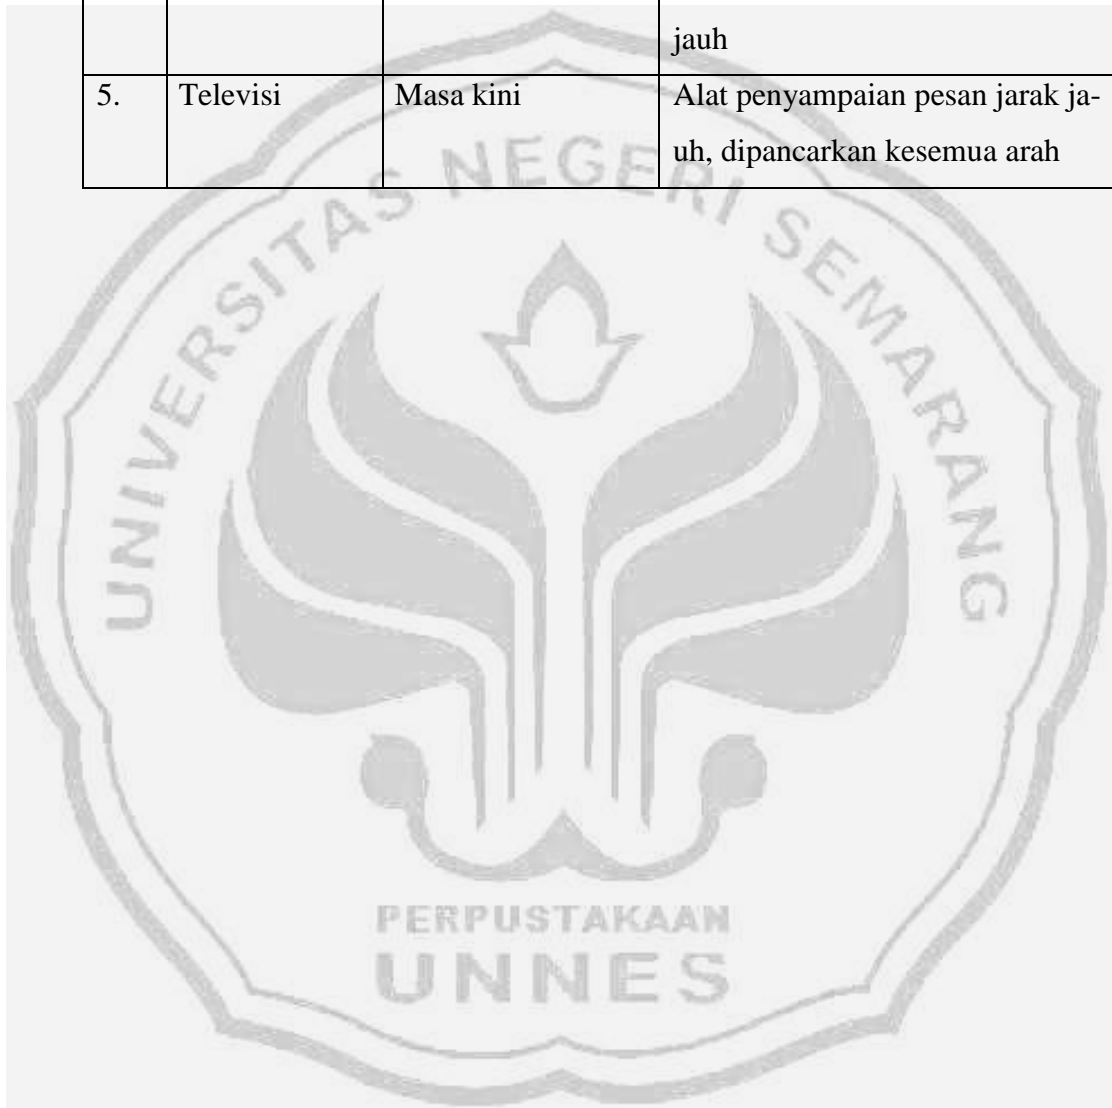 jauh
5. Televisi Masa kini Alat penyampaian pesan jarak ja-
uh, dipancarkan kesemua arah
UNIVERSITAS NEGERI SEMARANG
PERPUSTAKAAN
UNNES